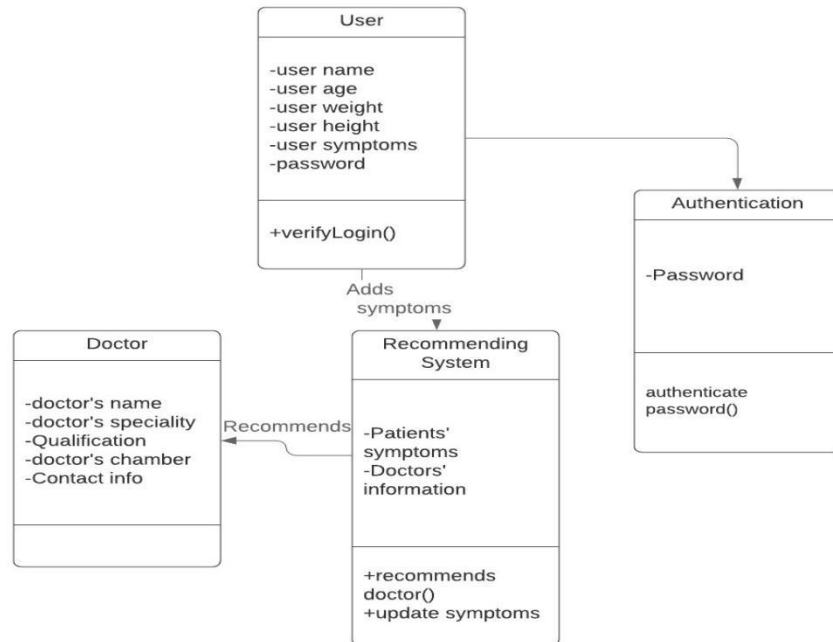 User
-user name
-user age
-user weight
-user height
-user symptoms
-password
+verifyLogin()
Authentication
-Password
authenticate
password()
Adds
symptoms
Doctor
-doctor's name
-doctor's speciality
-Qualification
-doctor's chamber
-Contact info
Recommends
Recommending
System
-Patients'
symptoms
-Doctors'
information
+recommends
doctor()
+update symptoms